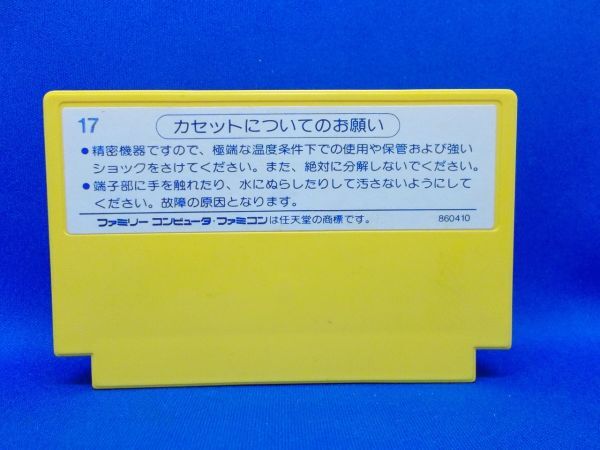 17
カセットについてのお願い
●精密機器ですので、極端な温度条件下での使用や保管および強い
ショックをさけてください。また、絶対に分解しないでください。
●端子部に手を触れたり、水にぬらしたりして汚さないようにして
ください。故障の原因となります。
ファミリー コンピュータ・ファミコンは任天堂の商標です。 860410